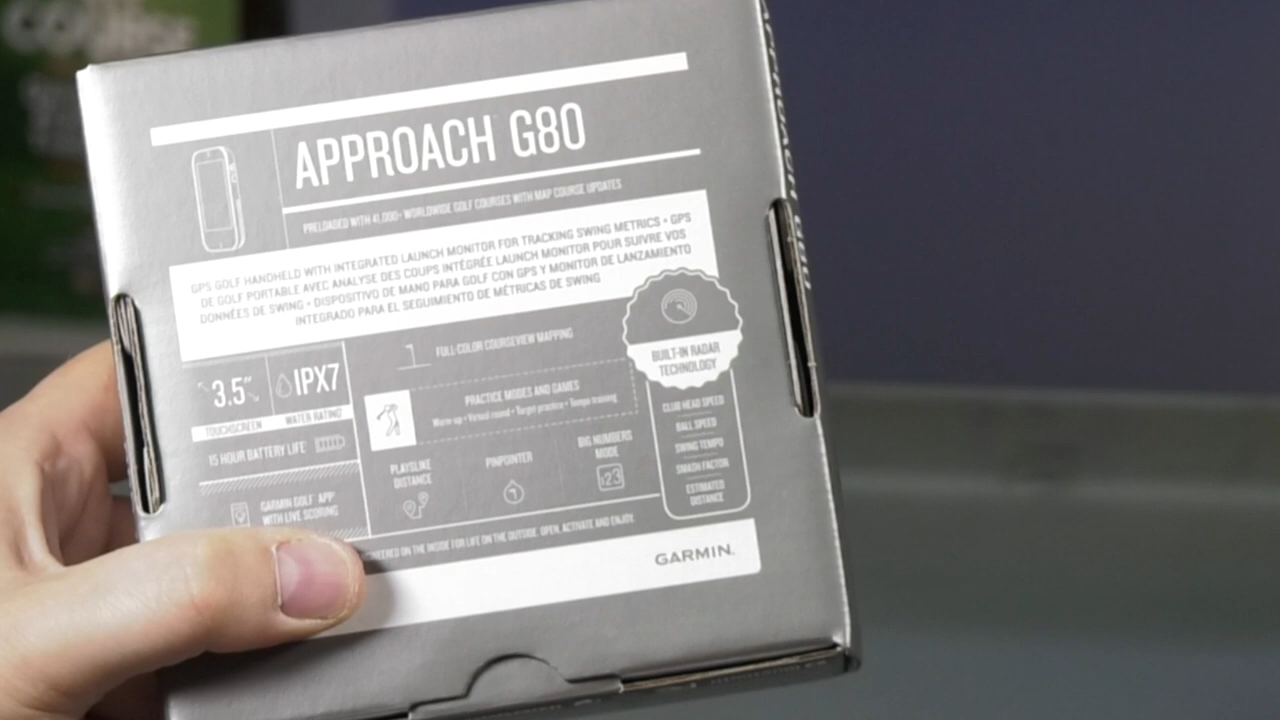 APPROACH™ G80
PRELOADED WITH 41,000+ WORLDWIDE GOLF COURSES WITH MAP COURSE UPDATES
GPS GOLF HANDHELD WITH INTEGRATED LAUNCH MONITOR FOR TRACKING SWING METRICS • GPS
DE GOLF PORTABLE AVEC ANALYSE DES COUPS INTÉGRÉE LAUNCH MONITOR POUR SUIVRE VOS
DONNÉES DE SWING • DISPOSITIVO DE MANO PARA GOLF CON GPS Y MONITOR DE LANZAMIENTO
INTEGRADO PARA EL SEGUIMIENTO DE MÉTRICAS DE SWING
3.5"
TOUCHSCREEN
IPX7
WATER RATING
15 HOUR BATTERY LIFE
GARMIN GOLF™ APP
WITH LIVE SCORING
FULL-COLOR COURSEVIEW MAPPING
PRACTICE MODES AND GAMES
Warm-up • Virtual round • Target practice • Tempo training
PLAYSLIKE
DISTANCE
PINPOINTER
BIG NUMBERS
MODE
123
BUILT-IN RADAR
TECHNOLOGY
CLUB HEAD SPEED
BALL SPEED
SWING TEMPO
SMASH FACTOR
ESTIMATED
DISTANCE
ON THE INSIDE FOR LIFE ON THE OUTSIDE. OPEN, ACTIVATE AND ENJOY.
GARMIN.
APPROACH G80